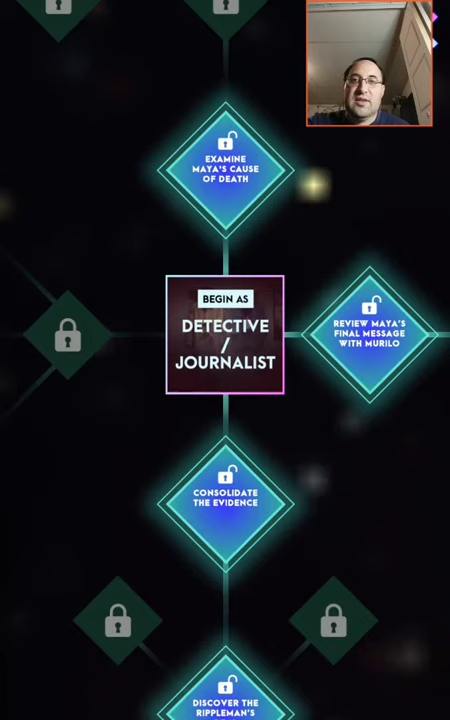 EXAMINE
MAYA'S CAUSE
OF DEATH
BEGIN AS
DETECTIVE
/
JOURNALIST
REVIEW MAYA'S
FINAL MESSAGE
WITH MURILO
CONSOLIDATE
THE EVIDENCE
DISCOVER THE
RIPPLEMAN'S